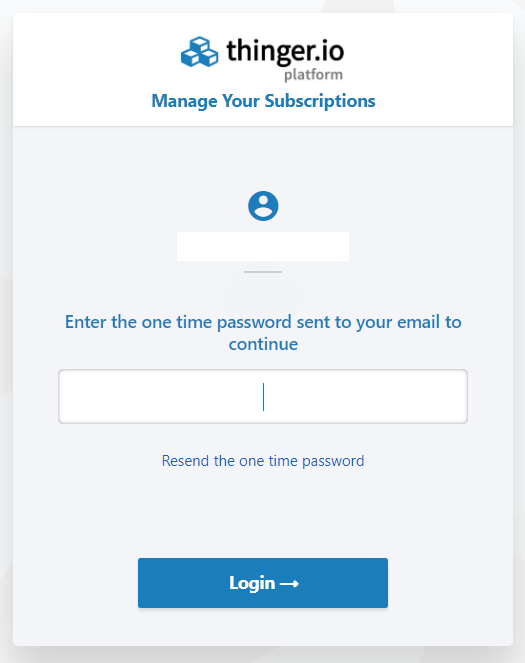 thinger.io
platform
Manage Your Subscriptions
Enter the one time password sent to your email to
continue
Resend the one time password
Login →